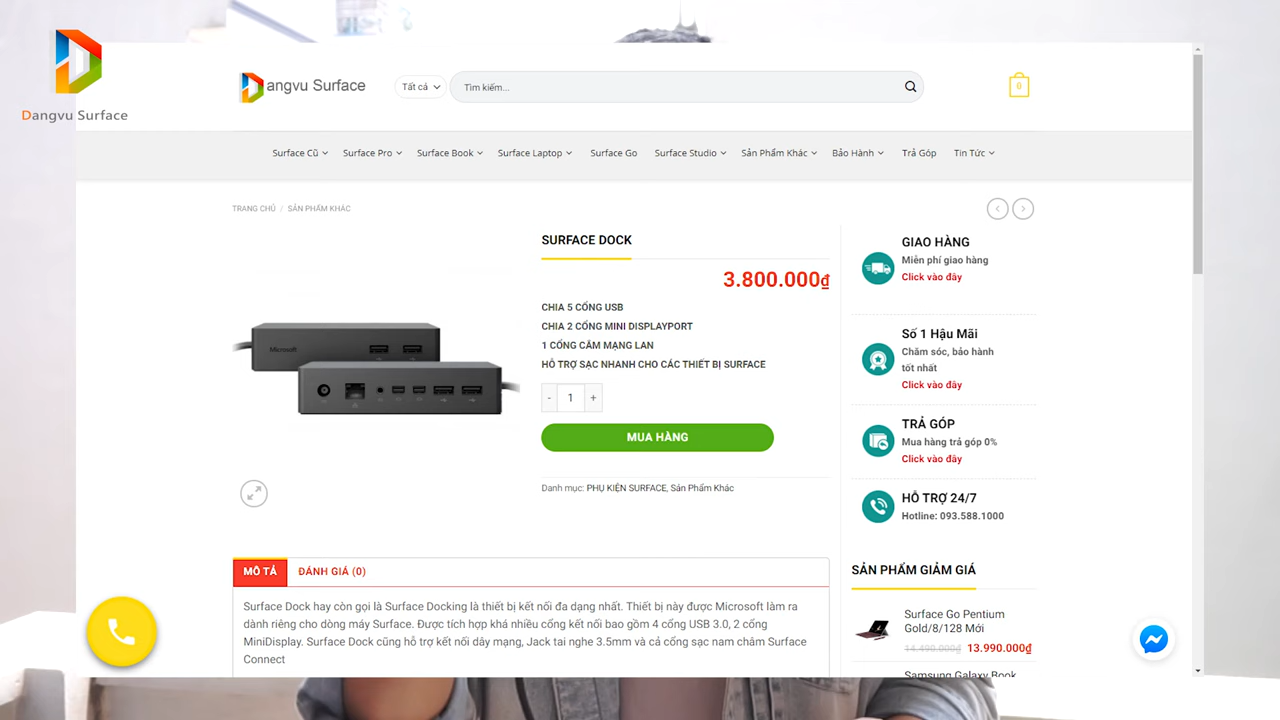 Dangvu Surface
angvu Surface
Tất cả
Tìm kiếm...
0
Surface Cũ
Surface Pro
Surface Book
Surface Laptop
Surface Go
Surface Studio
Sản Phẩm Khác
Bảo Hành
Trả Góp
Tin Tức
TRANG CHỦ / SẢN PHẨM KHÁC
SURFACE DOCK
3.800.000₫
CHIA 5 CỔNG USB
CHIA 2 CỔNG MINI DISPLAYPORT
1 CỔNG CẮM MẠNG LAN
HỖ TRỢ SẠC NHANH CHO CÁC THIẾT BỊ SURFACE
- 1 +
MUA HÀNG
Danh mục: PHỤ KIỆN SURFACE, Sản Phẩm Khác
Microsoft
GIAO HÀNG
Miễn phí giao hàng
Click vào đây
Số 1 Hậu Mãi
Chăm sóc, bảo hành
tốt nhất
Click vào đây
TRẢ GÓP
Mua hàng trả góp 0%
Click vào đây
HỖ TRỢ 24/7
Hotline: 093.588.1000
MÔ TẢ
ĐÁNH GIÁ (0)
Surface Dock hay còn gọi là Surface Docking là thiết bị kết nối đa dạng nhất. Thiết bị này được Microsoft làm ra
dành riêng cho dòng máy Surface. Được tích hợp khá nhiều cổng kết nối bao gồm 4 cổng USB 3.0, 2 cổng
MiniDisplay. Surface Dock cũng hỗ trợ kết nối dây mạng, Jack tai nghe 3.5mm và cả cổng sạc nam châm Surface
Connect
SẢN PHẨM GIẢM GIÁ
Surface Go Pentium
Gold/8/128 Mới
14.490.000₫ 13.990.000₫
Samsung Galaxy Book